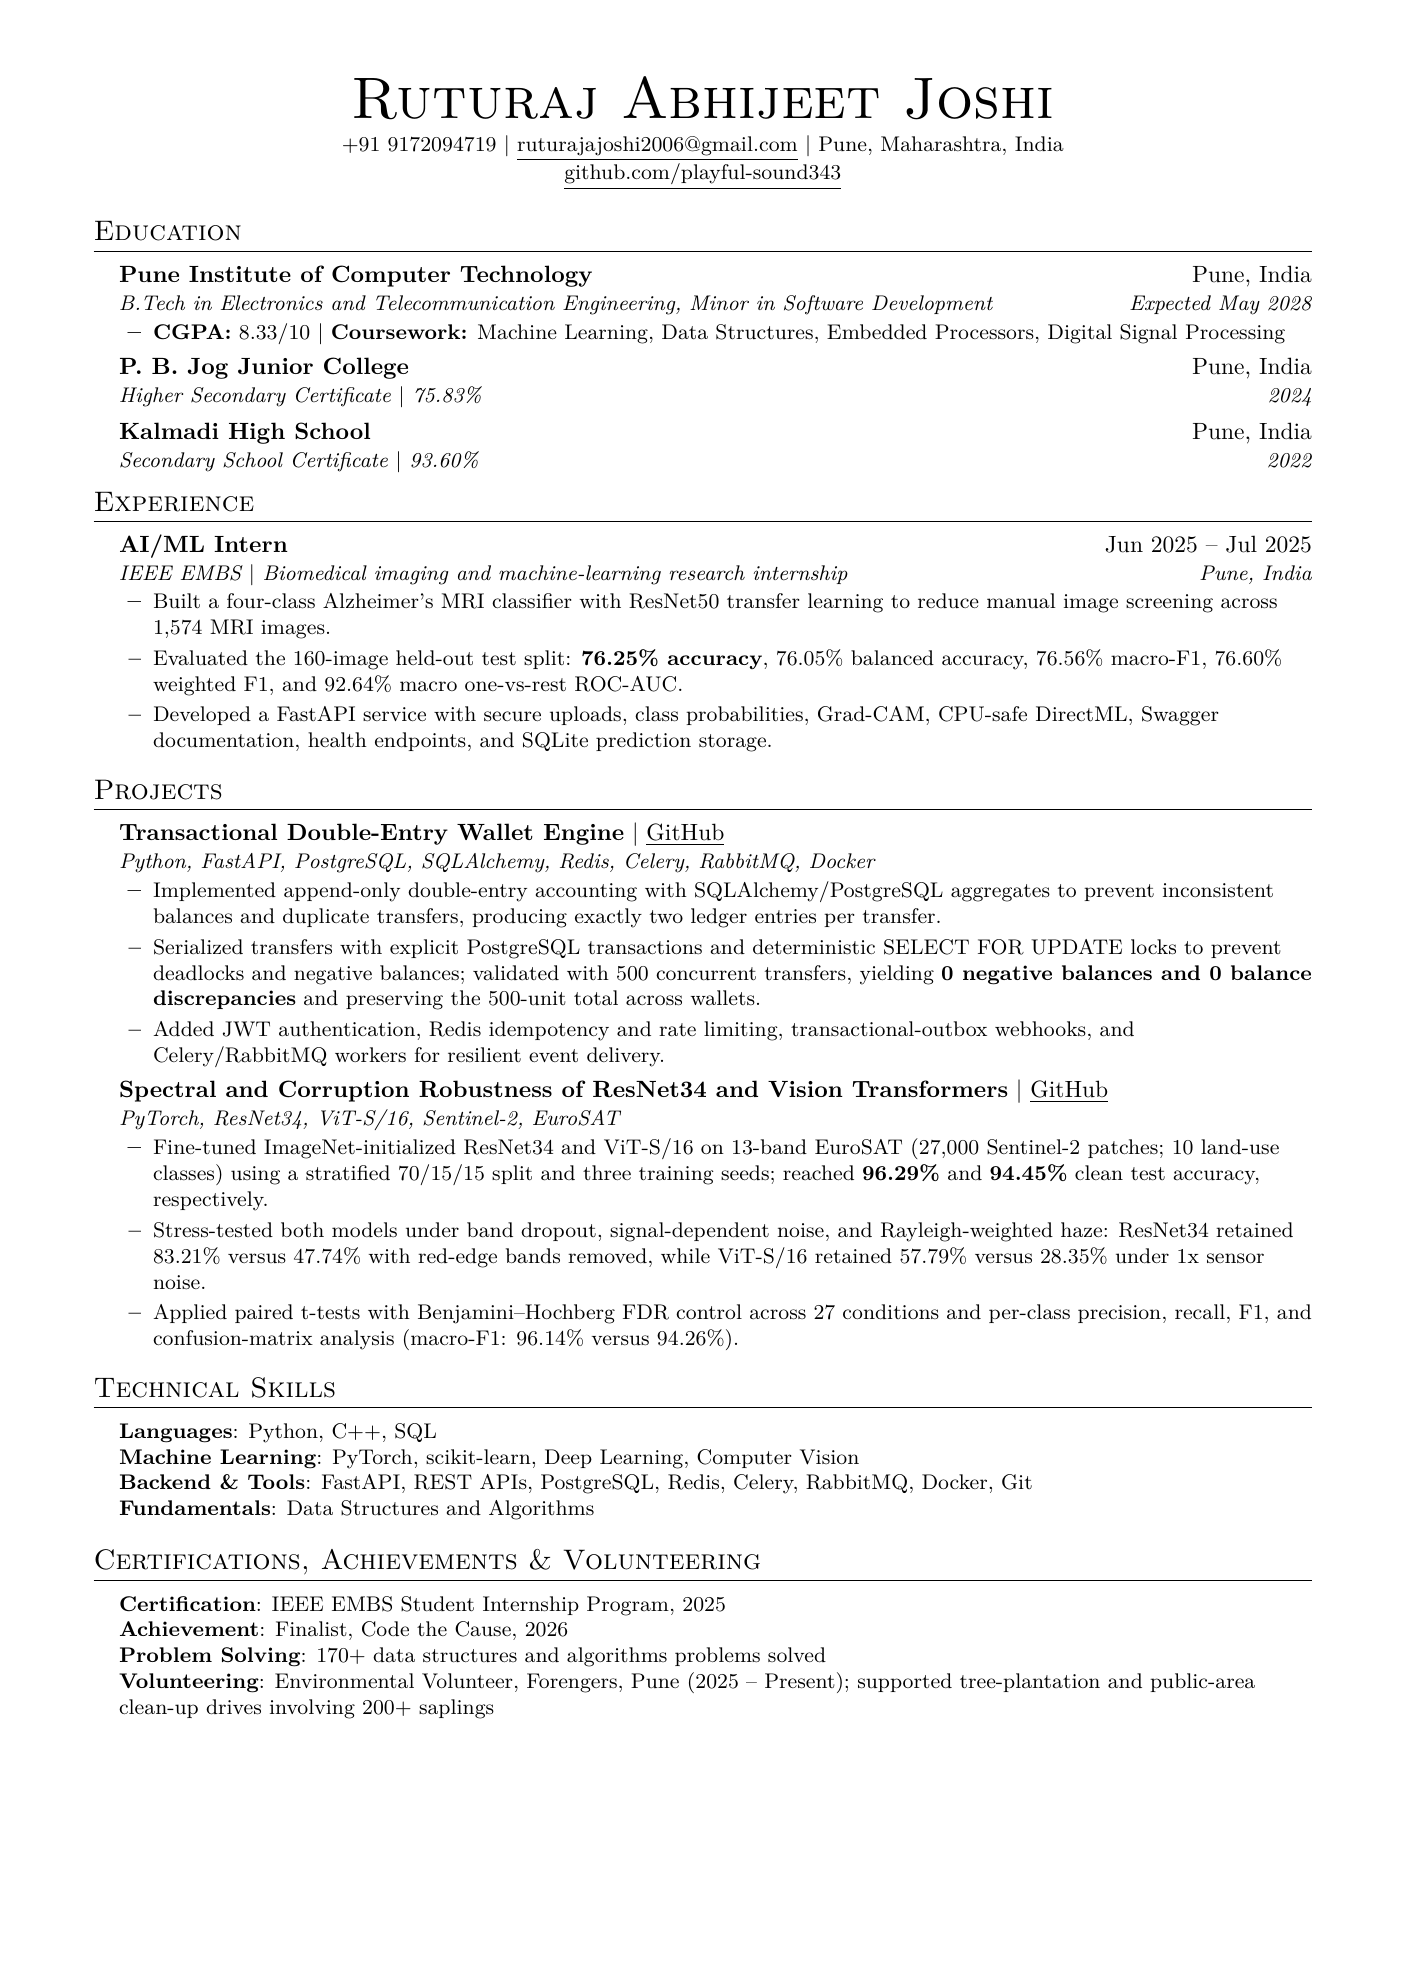 Ruturaj Abhijeet Joshi
+91 9172094719 | ruturajajoshi2006@gmail.com | Pune, Maharashtra, India
github.com/playful-sound343
Education
Pune Institute of Computer Technology Pune, India
B.Tech in Electronics and Telecommunication Engineering, Minor in Software Development Expected May 2028
– CGPA: 8.33/10 | Coursework: Machine Learning, Data Structures, Embedded Processors, Digital Signal Processing
P. B. Jog Junior College Pune, India
Higher Secondary Certificate | 75.83% 2024
Kalmadi High School Pune, India
Secondary School Certificate | 93.60% 2022
Experience
AI/ML Intern Jun 2025 – Jul 2025
IEEE EMBS | Biomedical imaging and machine-learning research internship Pune, India
– Built a four-class Alzheimer's MRI classifier with ResNet50 transfer learning to reduce manual image screening across
1,574 MRI images.
– Evaluated the 160-image held-out test split: 76.25% accuracy, 76.05% balanced accuracy, 76.56% macro-F1, 76.60%
weighted F1, and 92.64% macro one-vs-rest ROC-AUC.
– Developed a FastAPI service with secure uploads, class probabilities, Grad-CAM, CPU-safe DirectML, Swagger
documentation, health endpoints, and SQLite prediction storage.
Projects
Transactional Double-Entry Wallet Engine | GitHub
Python, FastAPI, PostgreSQL, SQLAlchemy, Redis, Celery, RabbitMQ, Docker
– Implemented append-only double-entry accounting with SQLAlchemy/PostgreSQL aggregates to prevent inconsistent
balances and duplicate transfers, producing exactly two ledger entries per transfer.
– Serialized transfers with explicit PostgreSQL transactions and deterministic SELECT FOR UPDATE locks to prevent
deadlocks and negative balances; validated with 500 concurrent transfers, yielding 0 negative balances and 0 balance
discrepancies and preserving the 500-unit total across wallets.
– Added JWT authentication, Redis idempotency and rate limiting, transactional-outbox webhooks, and
Celery/RabbitMQ workers for resilient event delivery.
Spectral and Corruption Robustness of ResNet34 and Vision Transformers | GitHub
PyTorch, ResNet34, ViT-S/16, Sentinel-2, EuroSAT
– Fine-tuned ImageNet-initialized ResNet34 and ViT-S/16 on 13-band EuroSAT (27,000 Sentinel-2 patches; 10 land-use
classes) using a stratified 70/15/15 split and three training seeds; reached 96.29% and 94.45% clean test accuracy,
respectively.
– Stress-tested both models under band dropout, signal-dependent noise, and Rayleigh-weighted haze: ResNet34 retained
83.21% versus 47.74% with red-edge bands removed, while ViT-S/16 retained 57.79% versus 28.35% under 1x sensor
noise.
– Applied paired t-tests with Benjamini–Hochberg FDR control across 27 conditions and per-class precision, recall, F1, and
confusion-matrix analysis (macro-F1: 96.14% versus 94.26%).
Technical Skills
Languages: Python, C++, SQL
Machine Learning: PyTorch, scikit-learn, Deep Learning, Computer Vision
Backend & Tools: FastAPI, REST APIs, PostgreSQL, Redis, Celery, RabbitMQ, Docker, Git
Fundamentals: Data Structures and Algorithms
Certifications, Achievements & Volunteering
Certification: IEEE EMBS Student Internship Program, 2025
Achievement: Finalist, Code the Cause, 2026
Problem Solving: 170+ data structures and algorithms problems solved
Volunteering: Environmental Volunteer, Forengers, Pune (2025 – Present); supported tree-plantation and public-area
clean-up drives involving 200+ saplings